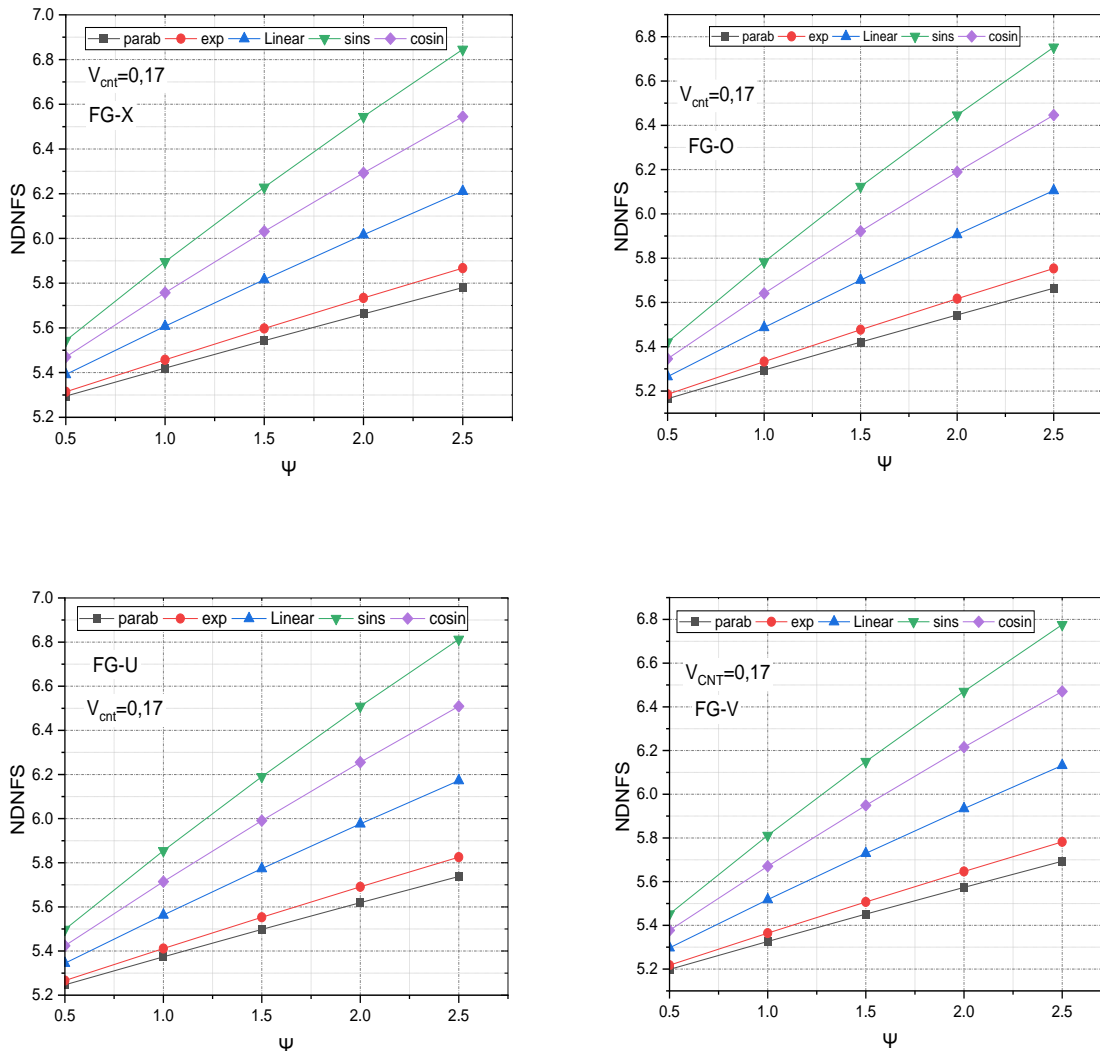 parab exp Linear sins cosin
V_cnt=0,17
FG-X
NDNFS
7.0
6.8
6.6
6.4
6.2
6.0
5.8
5.6
5.4
5.2
0.5 1.0 1.5 2.0 2.5
Ψ
parab exp Linear sins cosin
V_cnt=0,17
FG-O
NDNFS
6.8
6.6
6.4
6.2
6.0
5.8
5.6
5.4
5.2
0.5 1.0 1.5 2.0 2.5
Ψ
parab exp Linear sins cosin
FG-U
V_cnt=0,17
NDNFS
7.0
6.8
6.6
6.4
6.2
6.0
5.8
5.6
5.4
5.2
0.5 1.0 1.5 2.0 2.5
Ψ
parab exp Linear sins cosin
V_CNT=0,17
FG-V
NDNFS
6.8
6.6
6.4
6.2
6.0
5.8
5.6
5.4
5.2
0.5 1.0 1.5 2.0 2.5
Ψ